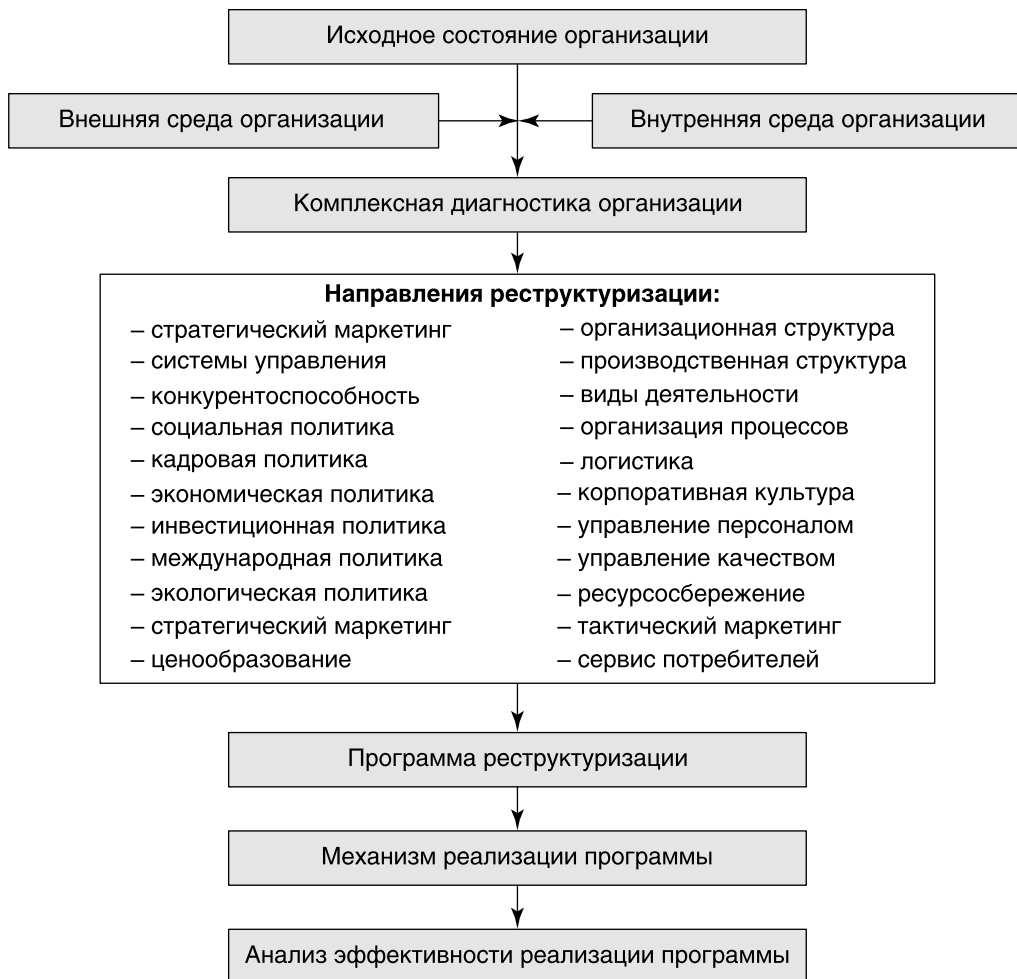 Исходное состояние организации
Внешняя среда организации
Внутренняя среда организации
Комплексная диагностика организации
Направления реструктуризации:
– стратегический маркетинг
– системы управления
– конкурентоспособность
– социальная политика
– кадровая политика
– экономическая политика
– инвестиционная политика
– международная политика
– экологическая политика
– стратегический маркетинг
– ценообразование
– организационная структура
– производственная структура
– виды деятельности
– организация процессов
– логистика
– корпоративная культура
– управление персоналом
– управление качеством
– ресурсосбережение
– тактический маркетинг
– сервис потребителей
Программа реструктуризации
Механизм реализации программы
Анализ эффективности реализации программы